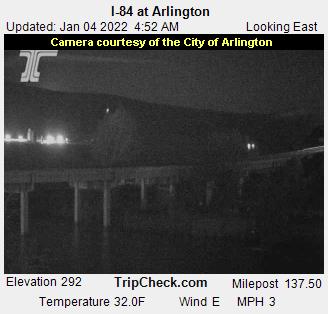 I-84 at Arlington
Updated: Jan 04 2022 4:52 AM Looking East
Camera courtesy of the City of Arlington
Elevation 292 TripCheck.com Milepost 137.50
Temperature 32.0F Wind E MPH 3